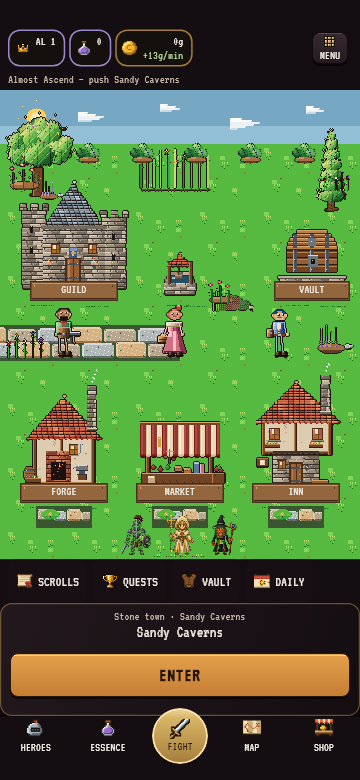 AL 1
0
0g
+13g/min
MENU
Almost Ascend – push Sandy Caverns
GUILD
VAULT
FORGE
MARKET
INN
SCROLLS
QUESTS
VAULT
DAILY
Stone town · Sandy Caverns
Sandy Caverns
ENTER
HEROES
ESSENCE
FIGHT
MAP
SHOP